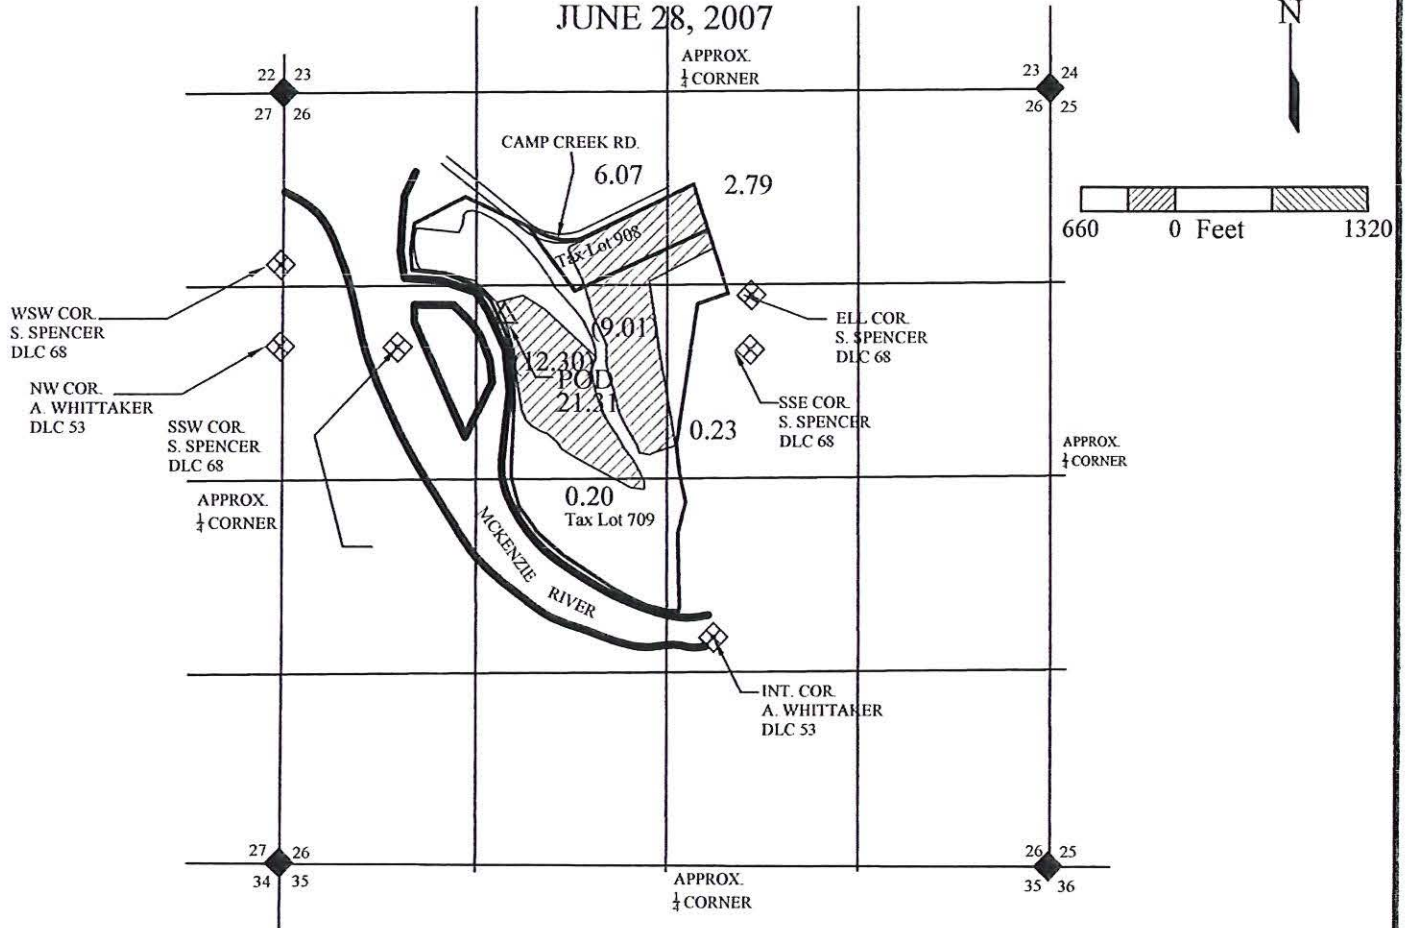 JUNE 28, 2007
N
APPROX.
1/4 CORNER
22 23
27 26
23 24
26 25
CAMP CREEK RD.
6.07
2.79
660 0 Feet 1320
Tax Lot 908
WSW COR.
S. SPENCER
DLC 68
ELL COR.
S. SPENCER
DLC 68
(9.01)
(12.30)
POD
21.31
NW COR.
A. WHITTAKER
DLC 53
SSW COR.
S. SPENCER
DLC 68
SSE COR.
S. SPENCER
DLC 68
0.23
APPROX.
1/4 CORNER
APPROX.
1/4 CORNER
0.20
Tax Lot 709
MCKENZIE RIVER
INT. COR.
A. WHITTAKER
DLC 53
27 26
34 35
26 25
35 36
APPROX.
1/4 CORNER